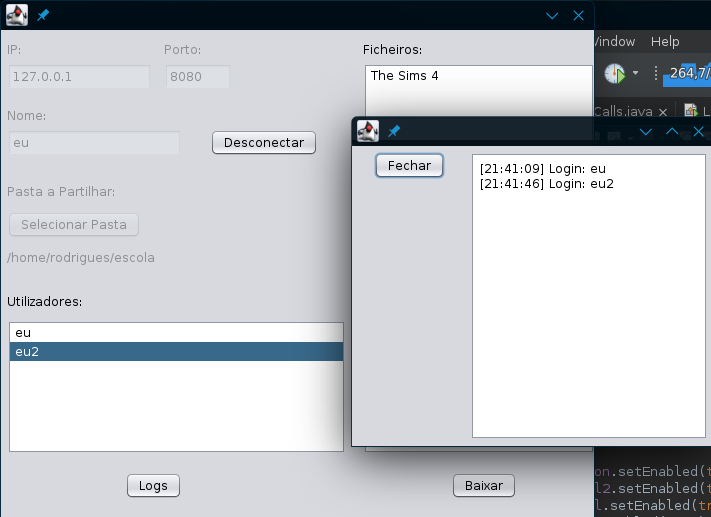 IP:
Porto:
127.0.0.1
8080
Nome:
eu
Desconectar
Pasta a Partilhar:
Selecionar Pasta
/home/rodrigues/escola
Utilizadores:
eu
eu2
Logs
Ficheiros:
The Sims 4
Baixar
Fechar
[21:41:09] Login: eu
[21:41:46] Login: eu2
Window Help
264,7/
Calls.java
on.setEnabled(t
l2.setEnabled(t
l.setEnabled(tr